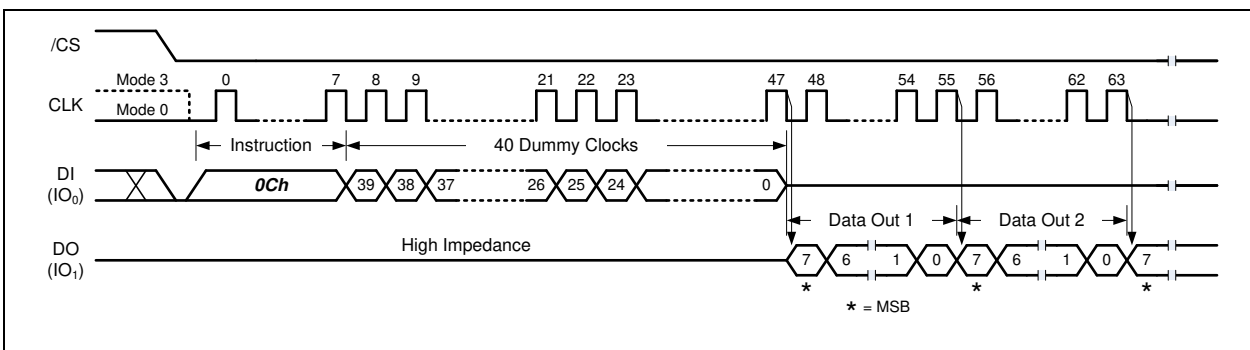 /CS
Mode 3 0 7 8 9 21 22 23 47 48 54 55 56 62 63
CLK
Mode 0
Instruction 40 Dummy Clocks
DI
(IO0)
0Ch 39 38 37 26 25 24 0
Data Out 1 Data Out 2
DO
(IO1)
High Impedance
7 6 1 0 7 6 1 0 7
* * *
* = MSB